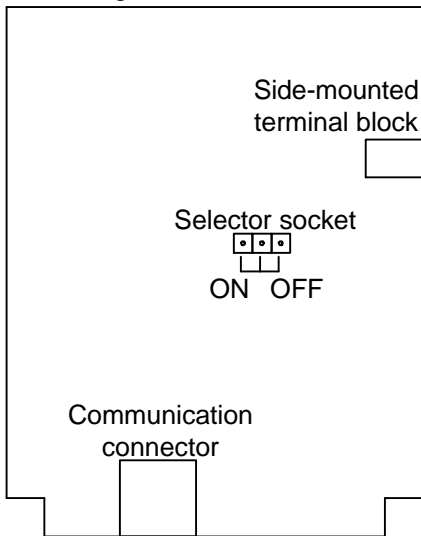 Side-mounted
terminal block
Selector socket
ON OFF
Communication
connector